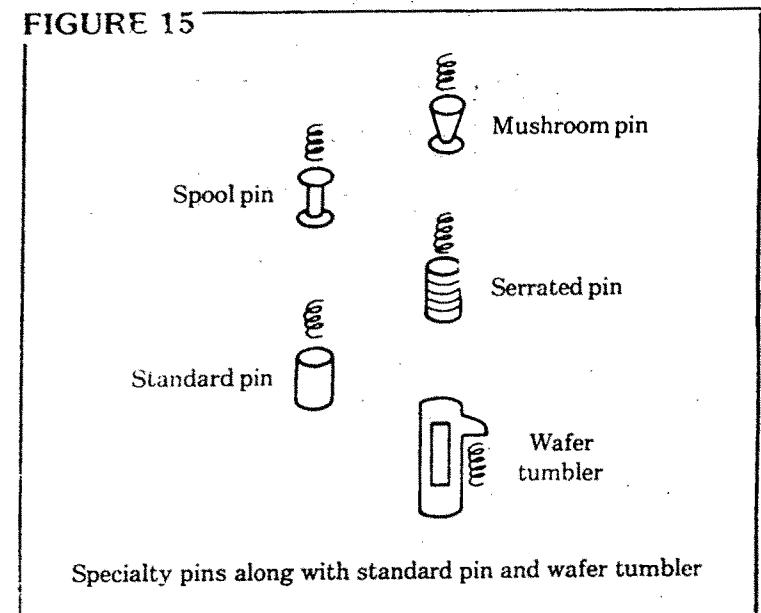 FIGURE 15
Mushroom pin
Spool pin
Serrated pin
Standard pin
Wafer
tumbler
Specialty pins along with standard pin and wafer tumbler